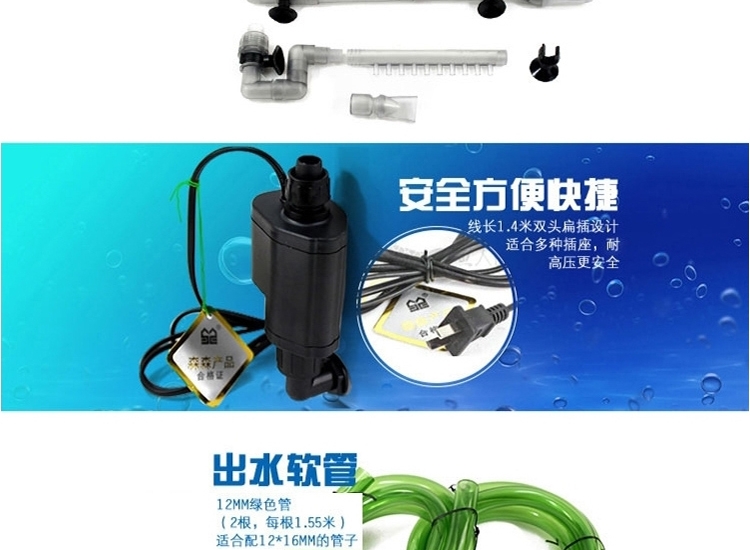 安全方便快捷
线长1.4米双头扁插设计
适合多种插座，耐
高压更安全
森森产品
合格证
合格
出水软管
12MM绿色管
（2根，每根1.55米）
适合配12*16MM的管子